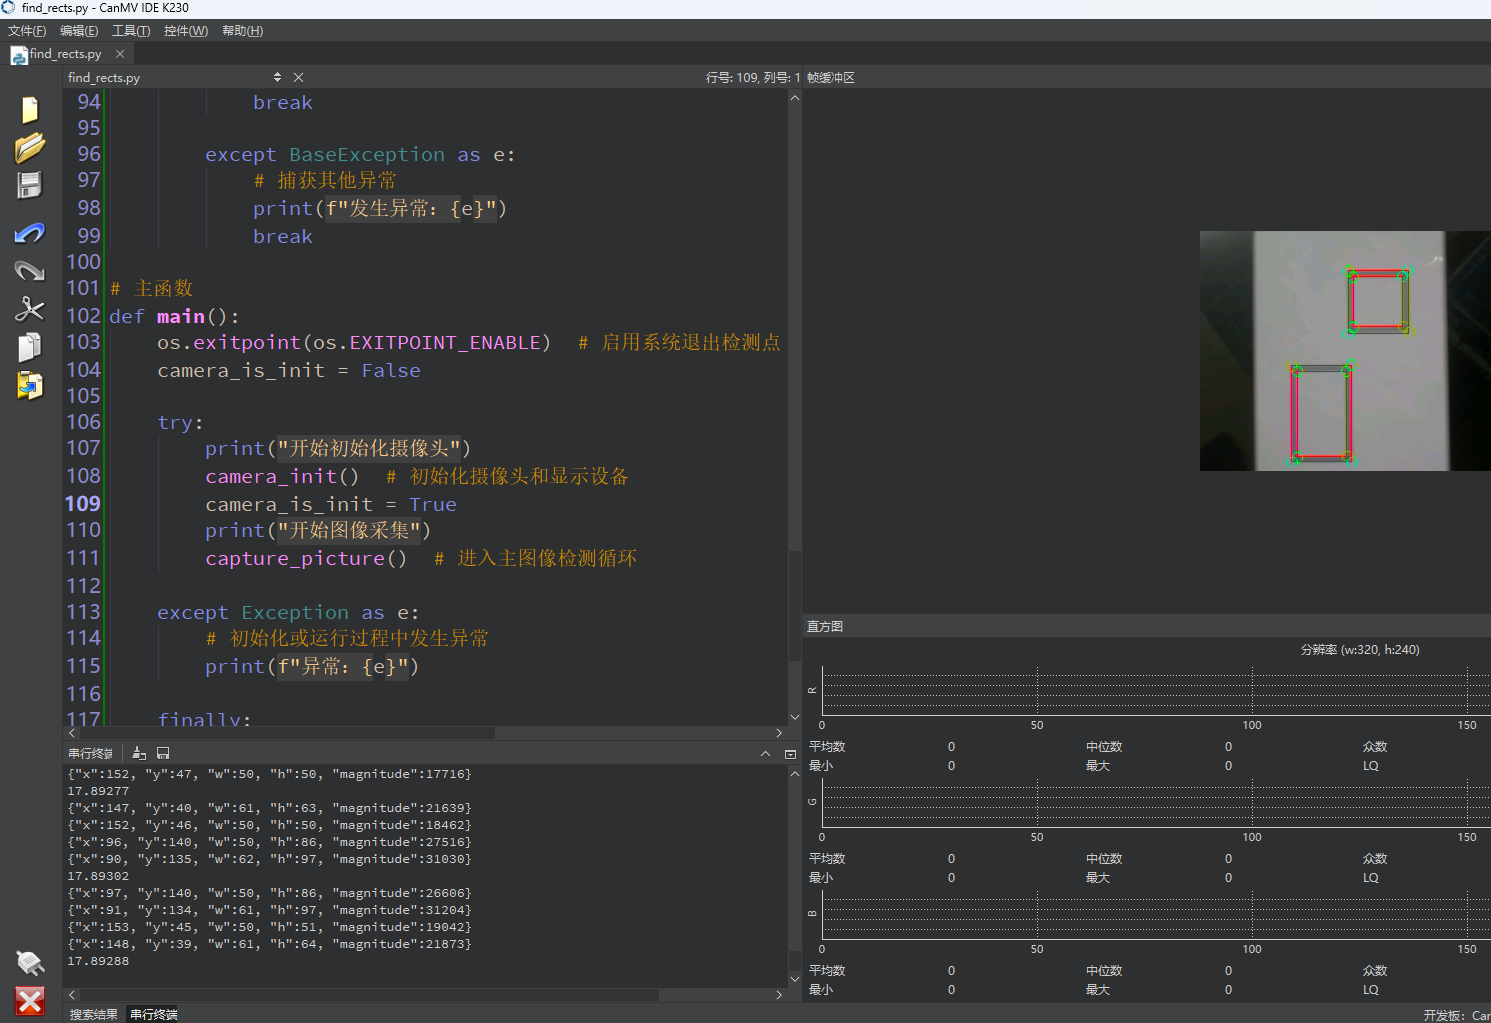 find_rects.py - CanMV IDE K230
文件(F) 编辑(E) 工具(T) 控件(W) 帮助(H)
find_rects.py
find_rects.py 行号: 109, 列号: 1 帧缓冲区
94 break
95
96 except BaseException as e:
97 # 捕获其他异常
98 print(f"发生异常: {e}")
99 break
100
101 # 主函数
102 def main():
103 os.exitpoint(os.EXITPOINT_ENABLE) # 启用系统退出检测点
104 camera_is_init = False
105
106 try:
107 print("开始初始化摄像头")
108 camera_init() # 初始化摄像头和显示设备
109 camera_is_init = True
110 print("开始图像采集")
111 capture_picture() # 进入主图像检测循环
112
113 except Exception as e:
114 # 初始化或运行过程中发生异常
115 print(f"异常: {e}")
116
117 finally:
串行终端
{"x":152, "y":47, "w":50, "h":50, "magnitude":17716}
17.89277
{"x":147, "y":40, "w":61, "h":63, "magnitude":21639}
{"x":152, "y":46, "w":50, "h":50, "magnitude":18462}
{"x":96, "y":140, "w":50, "h":86, "magnitude":27516}
{"x":90, "y":135, "w":62, "h":97, "magnitude":31030}
17.89302
{"x":97, "y":140, "w":50, "h":86, "magnitude":26606}
{"x":91, "y":134, "w":61, "h":97, "magnitude":31204}
{"x":153, "y":45, "w":50, "h":51, "magnitude":19042}
{"x":148, "y":39, "w":61, "h":64, "magnitude":21873}
17.89288
搜索结果 串行终端
直方图
分辨率 (w:320, h:240)
R
0 50 100 150
平均数 0 中位数 0 众数
最小 0 最大 0 LQ
G
0 50 100 150
平均数 0 中位数 0 众数
最小 0 最大 0 LQ
B
0 50 100 150
平均数 0 中位数 0 众数
最小 0 最大 0 LQ
开发板: Car